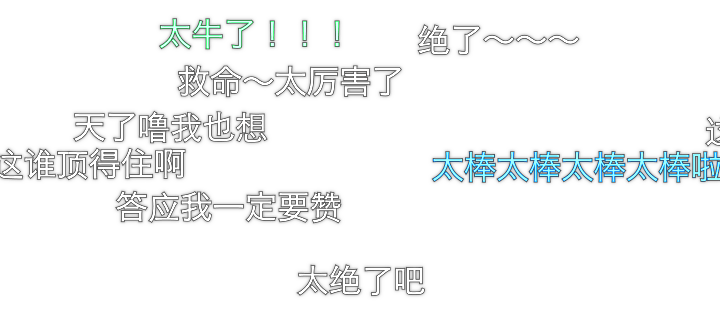 太牛了！！！
绝了～～～
救命～太厉害了
天了噜我也想
这谁顶得住啊
太棒太棒太棒太棒啦
答应我一定要赞
太绝了吧